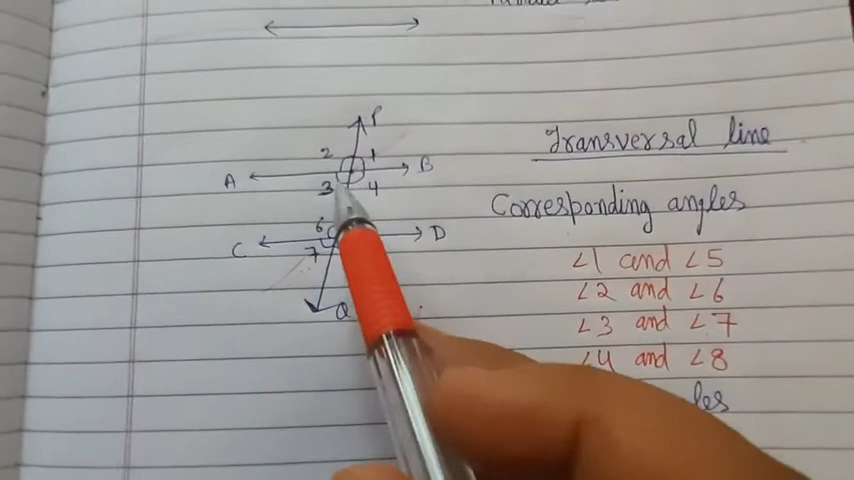 P
2 1
A B
3 4
6
C D
7
Q
Transversal line
Corresponding angles
∠1 and ∠5
∠2 and ∠6
∠3 and ∠7
∠4 and ∠8